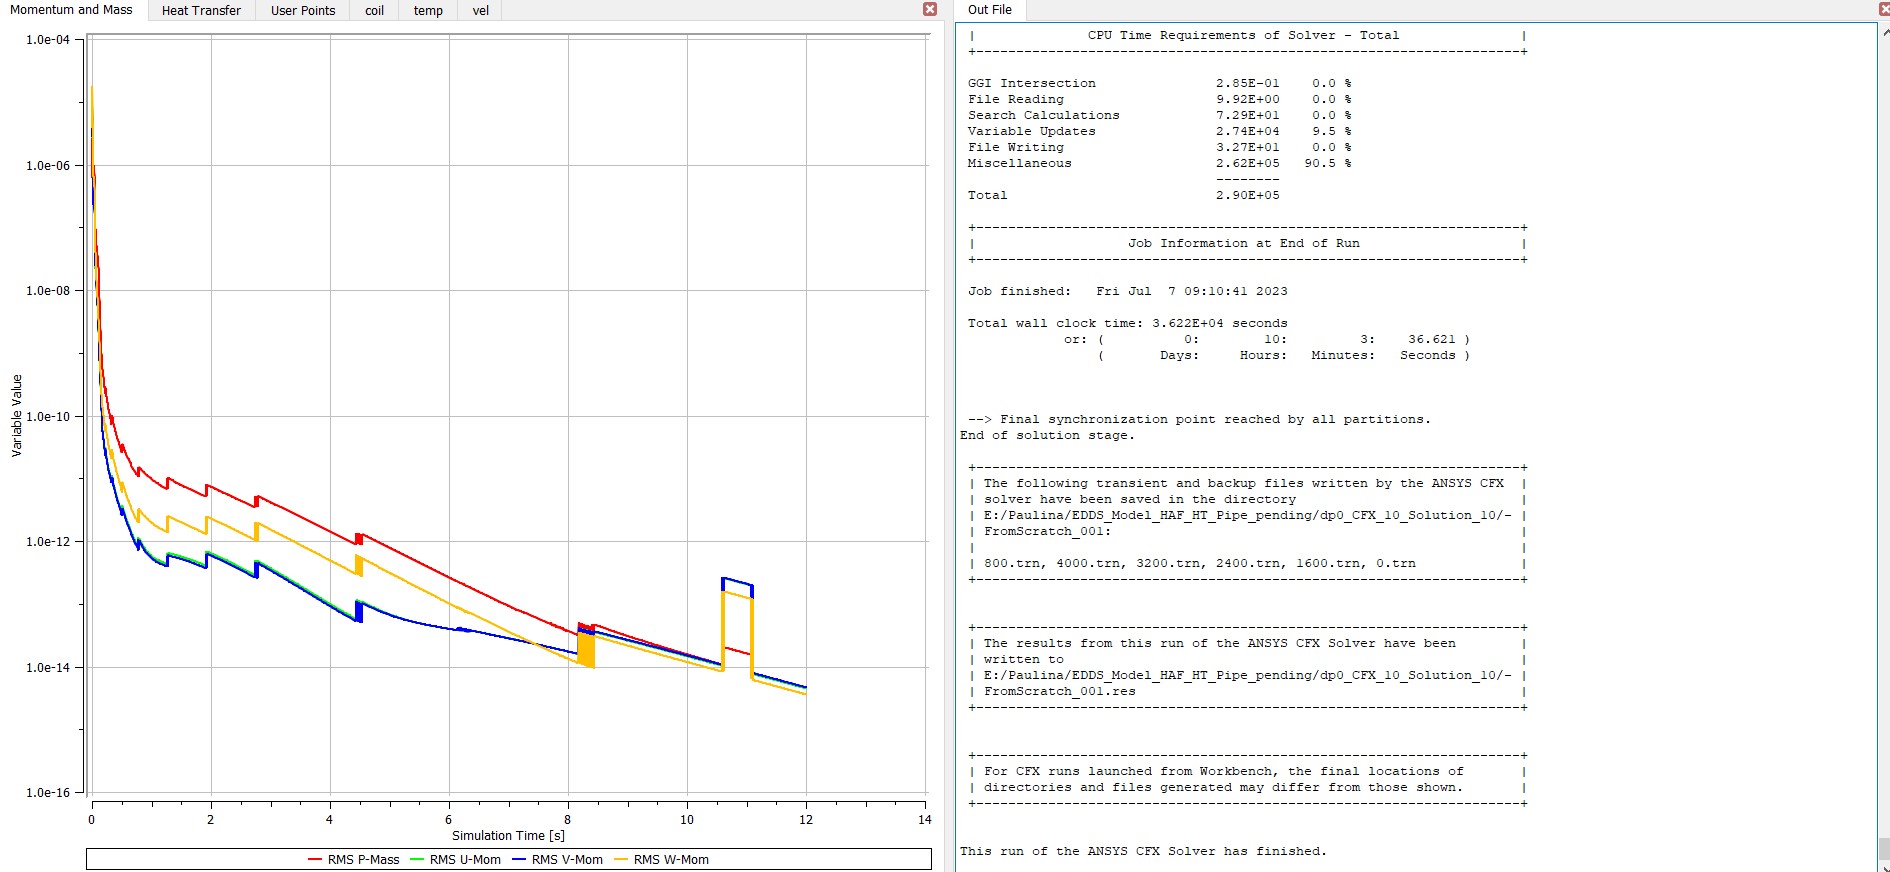 Momentum and Mass
Heat Transfer
User Points
coil
temp
vel
1.0e-04
1.0e-06
1.0e-08
1.0e-10
1.0e-12
1.0e-14
1.0e-16
Variable Value
0 2 4 6 8 10 12 14
Simulation Time [s]
RMS P-Mass RMS U-Mom RMS V-Mom RMS W-Mom
Out File
| CPU Time Requirements of Solver - Total |
+--------------------------------------------------------------------+
GGI Intersection 2.85E-01 0.0 %
File Reading 9.92E+00 0.0 %
Search Calculations 7.29E+01 0.0 %
Variable Updates 2.74E+04 9.5 %
File Writing 3.27E+01 0.0 %
Miscellaneous 2.62E+05 90.5 %
--------
Total 2.90E+05
+--------------------------------------------------------------------+
| Job Information at End of Run |
+--------------------------------------------------------------------+
Job finished: Fri Jul 7 09:10:41 2023
Total wall clock time: 3.622E+04 seconds
or: ( 0: 10: 3: 36.621 )
( Days: Hours: Minutes: Seconds )
--> Final synchronization point reached by all partitions.
End of solution stage.
+--------------------------------------------------------------------+
| The following transient and backup files written by the ANSYS CFX |
| solver have been saved in the directory |
| E:/Paulina/EDDS_Model_HAF_HT_Pipe_pending/dp0_CFX_10_Solution_10/- |
| FromScratch_001: |
| |
| 800.trn, 4000.trn, 3200.trn, 2400.trn, 1600.trn, 0.trn |
+--------------------------------------------------------------------+
+--------------------------------------------------------------------+
| The results from this run of the ANSYS CFX Solver have been |
| written to |
| E:/Paulina/EDDS_Model_HAF_HT_Pipe_pending/dp0_CFX_10_Solution_10/- |
| FromScratch_001.res |
+--------------------------------------------------------------------+
+--------------------------------------------------------------------+
| For CFX runs launched from Workbench, the final locations of |
| directories and files generated may differ from those shown. |
+--------------------------------------------------------------------+
This run of the ANSYS CFX Solver has finished.